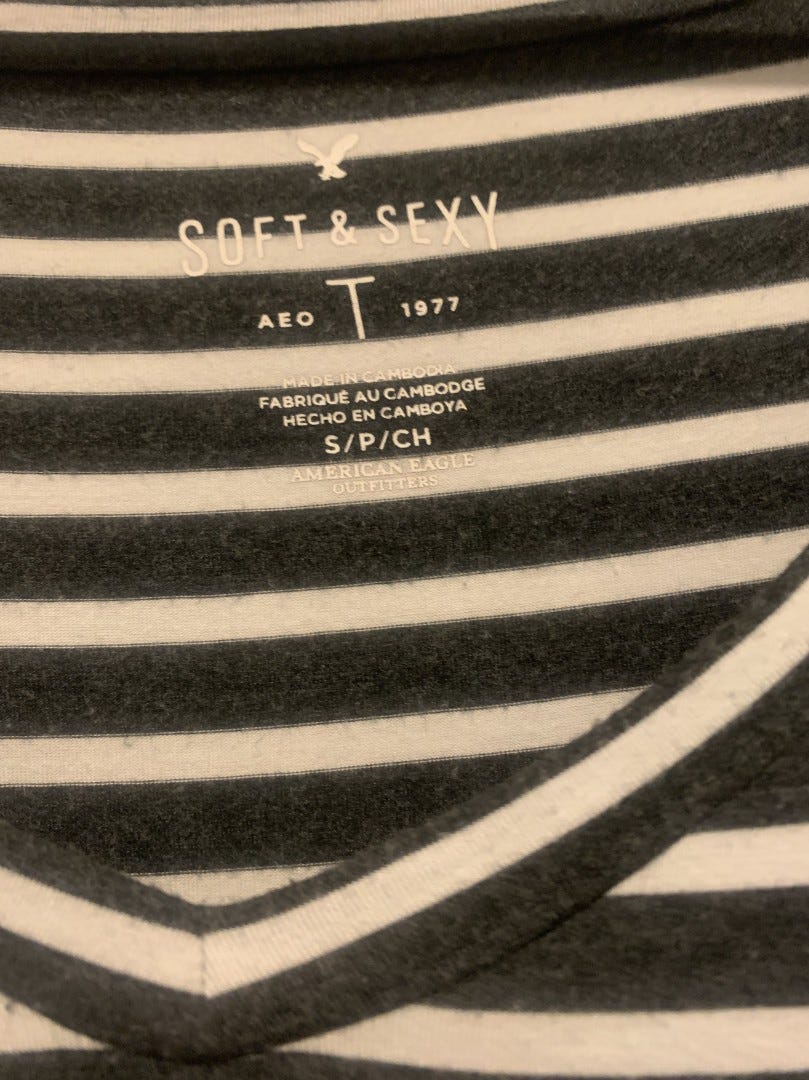 SOFT & SEXY
AEO T 1977
MADE IN CAMBODIA
FABRIQUÉ AU CAMBODGE
HECHO EN CAMBOYA
S/P/CH
AMERICAN EAGLE
OUTFITTERS